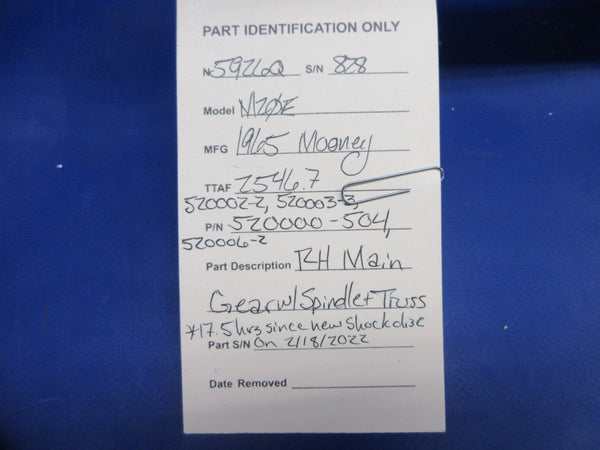 PART IDENTIFICATION ONLY
N 5926Q S/N 828
Model M20E
MFG 1965 Mooney
TTAF 2546.7
520002-2, 520003-3,
P/N 520000-504,
520006-2
Part Description RH Main
Gear w/ Spindle + Truss
*17.5 hrs since new shock disc
Part S/N On 2/18/2022
Date Removed